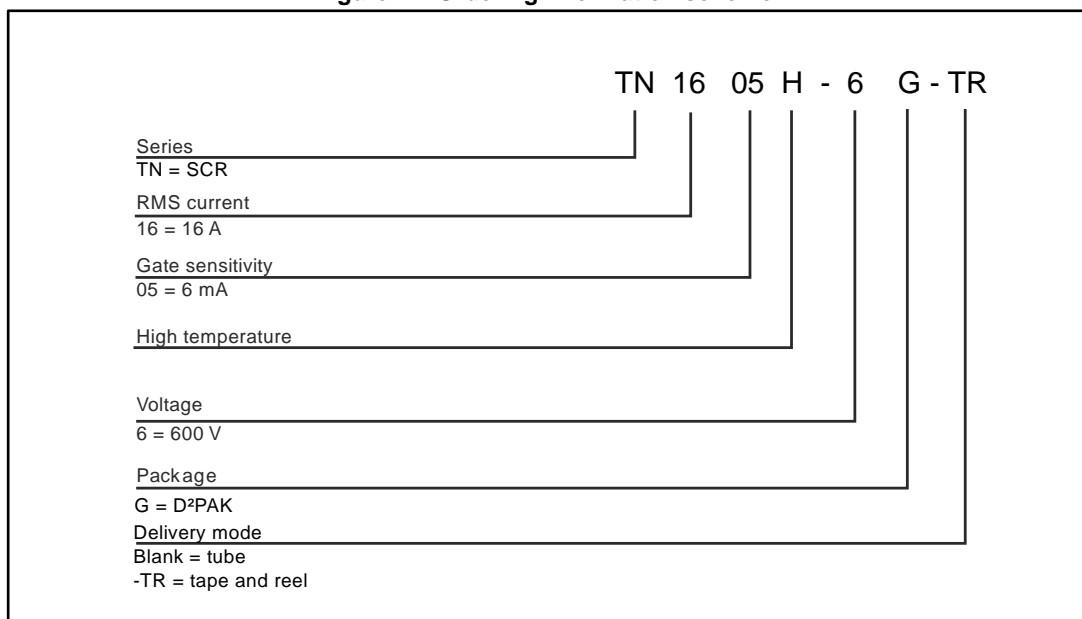 TN 16 05 H - 6 G - TR
Series
TN = SCR
RMS current
16 = 16 A
Gate sensitivity
05 = 6 mA
High temperature
Voltage
6 = 600 V
Package
G = D²PAK
Delivery mode
Blank = tube
-TR = tape and reel